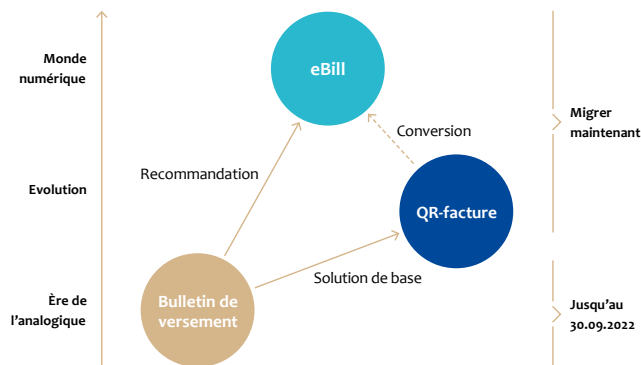 Monde
numérique
eBill
Migrer
maintenant
Conversion
Recommandation
Evolution
QR-facture
Solution de base
Ère de
l’analogique
Bulletin de
versement
Jusqu’au
30.09.2022